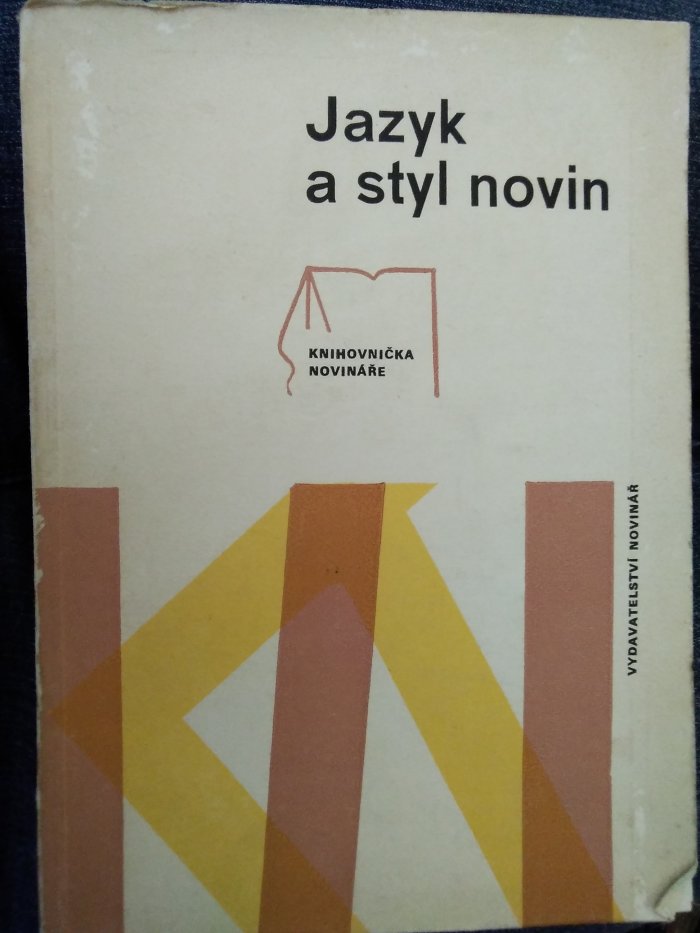 Jazyk
a styl novin
KNIHOVNIČKA
NOVINÁŘE
VYDAVATELSTVÍ NOVINÁŘ